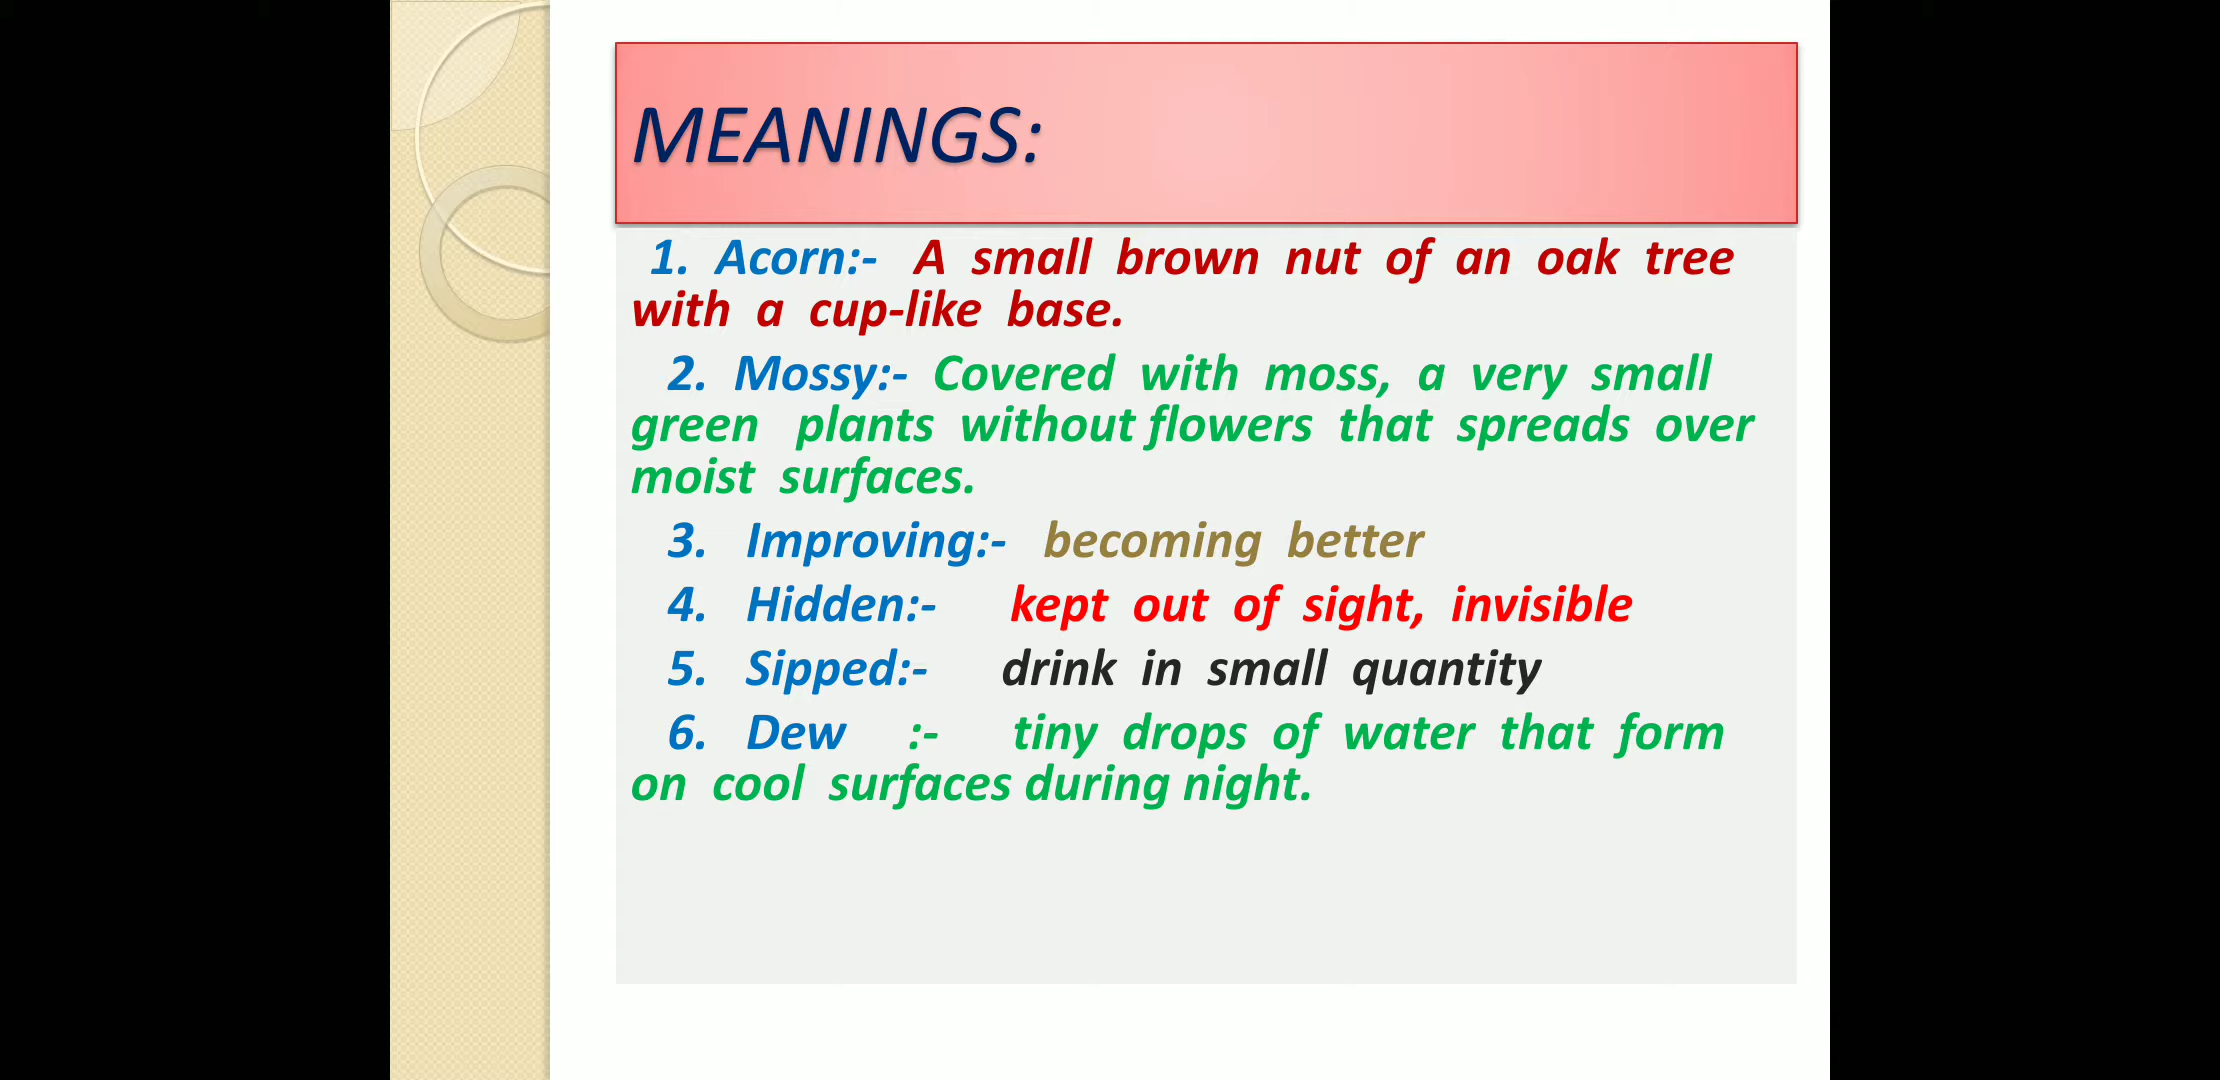 MEANINGS:
1. Acorn:- A small brown nut of an oak tree
with a cup-like base.
2. Mossy:- Covered with moss, a very small
green plants without flowers that spreads over
moist surfaces.
3. Improving:- becoming better
4. Hidden:- kept out of sight, invisible
5. Sipped:- drink in small quantity
6. Dew :- tiny drops of water that form
on cool surfaces during night.